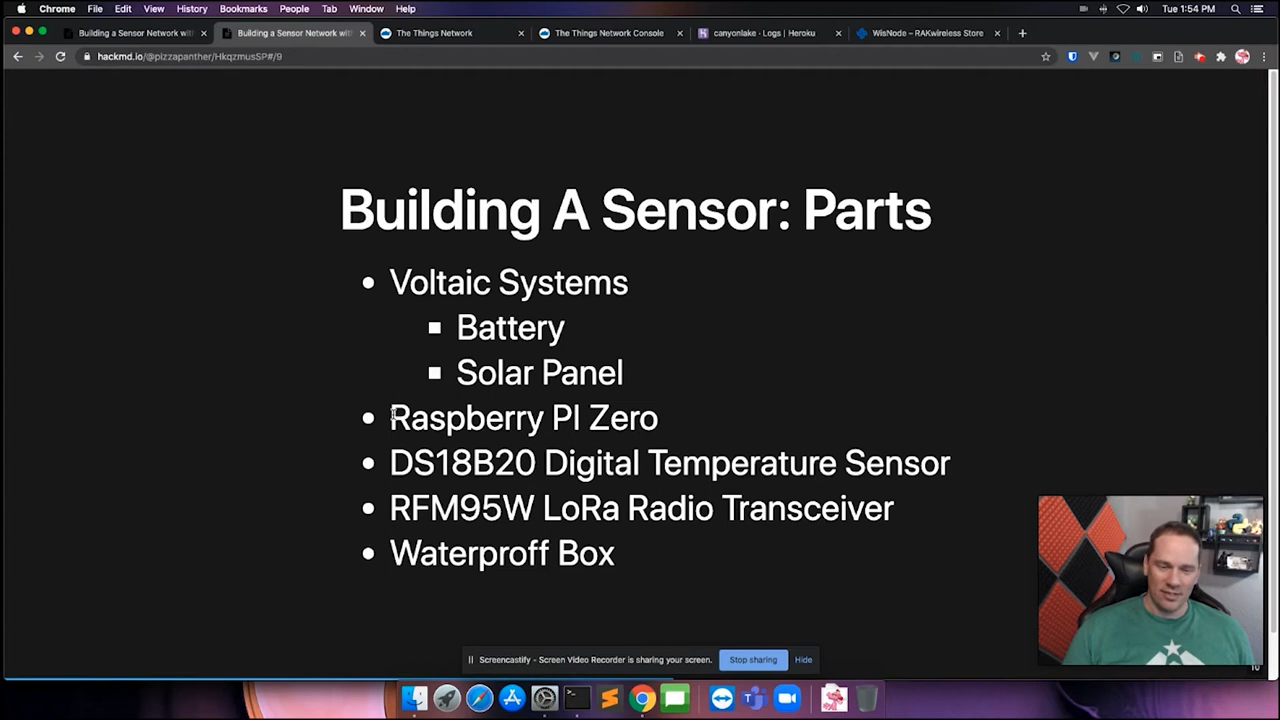 Chrome File Edit View History Bookmarks People Tab Window Help Tue 1:54 PM
Building a Sensor Network wit
Building a Sensor Network with
The Things Network
The Things Network Console
canyonlake · Logs | Heroku
WisNode – RAKwireless Store
hackmd.io/@pizzapanther/HkqzmusSP#/9
Building A Sensor: Parts
Voltaic Systems
Battery
Solar Panel
Raspberry PI Zero
DS18B20 Digital Temperature Sensor
RFM95W LoRa Radio Transceiver
Waterproff Box
Screencastify - Screen Video Recorder is sharing your screen. Stop sharing Hide